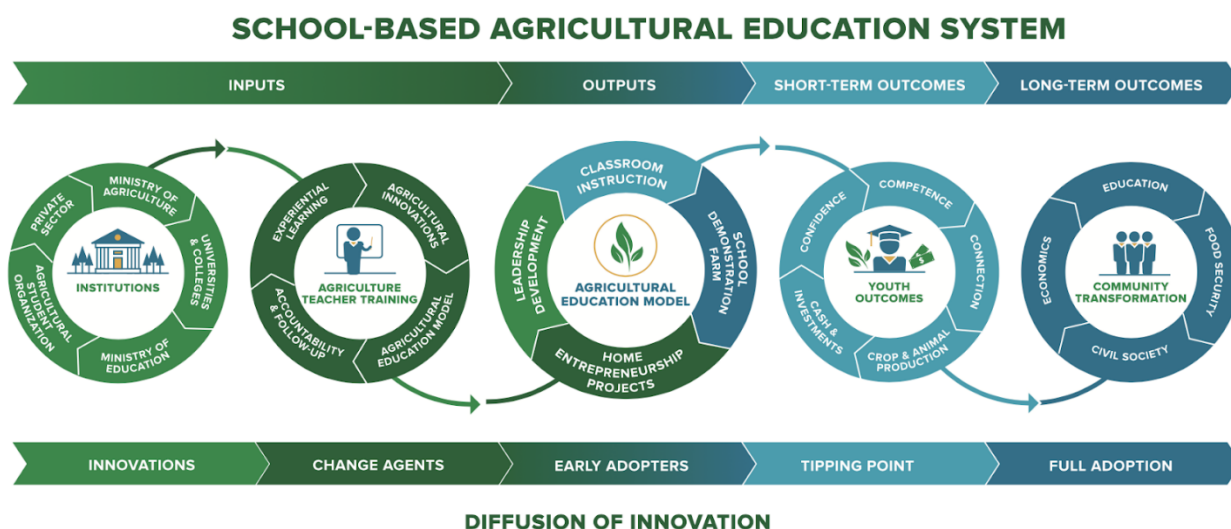 SCHOOL-BASED AGRICULTURAL EDUCATION SYSTEM
INPUTS
OUTPUTS
SHORT-TERM OUTCOMES
LONG-TERM OUTCOMES
PRIVATE
SECTOR
MINISTRY OF
AGRICULTURE
UNIVERSITIES
& COLLEGES
MINISTRY OF
EDUCATION
AGRICULTURAL
STUDENT
ORGANIZATION
INSTITUTIONS
EXPERIENTIAL
LEARNING
AGRICULTURAL
INNOVATIONS
AGRICULTURAL
EDUCATION MODEL
ACCOUNTABILITY
& FOLLOW-UP
AGRICULTURE
TEACHER TRAINING
CLASSROOM
INSTRUCTION
SCHOOL
DEMONSTRATION
FARM
HOME
ENTREPRENEURSHIP
PROJECTS
LEADERSHIP
DEVELOPMENT
AGRICULTURAL
EDUCATION MODEL
CONFIDENCE
COMPETENCE
CONNECTION
CROP & ANIMAL
PRODUCTION
CASH &
INVESTMENTS
YOUTH
OUTCOMES
EDUCATION
FOOD SECURITY
CIVIL SOCIETY
ECONOMICS
COMMUNITY
TRANSFORMATION
INNOVATIONS
CHANGE AGENTS
EARLY ADOPTERS
TIPPING POINT
FULL ADOPTION
DIFFUSION OF INNOVATION